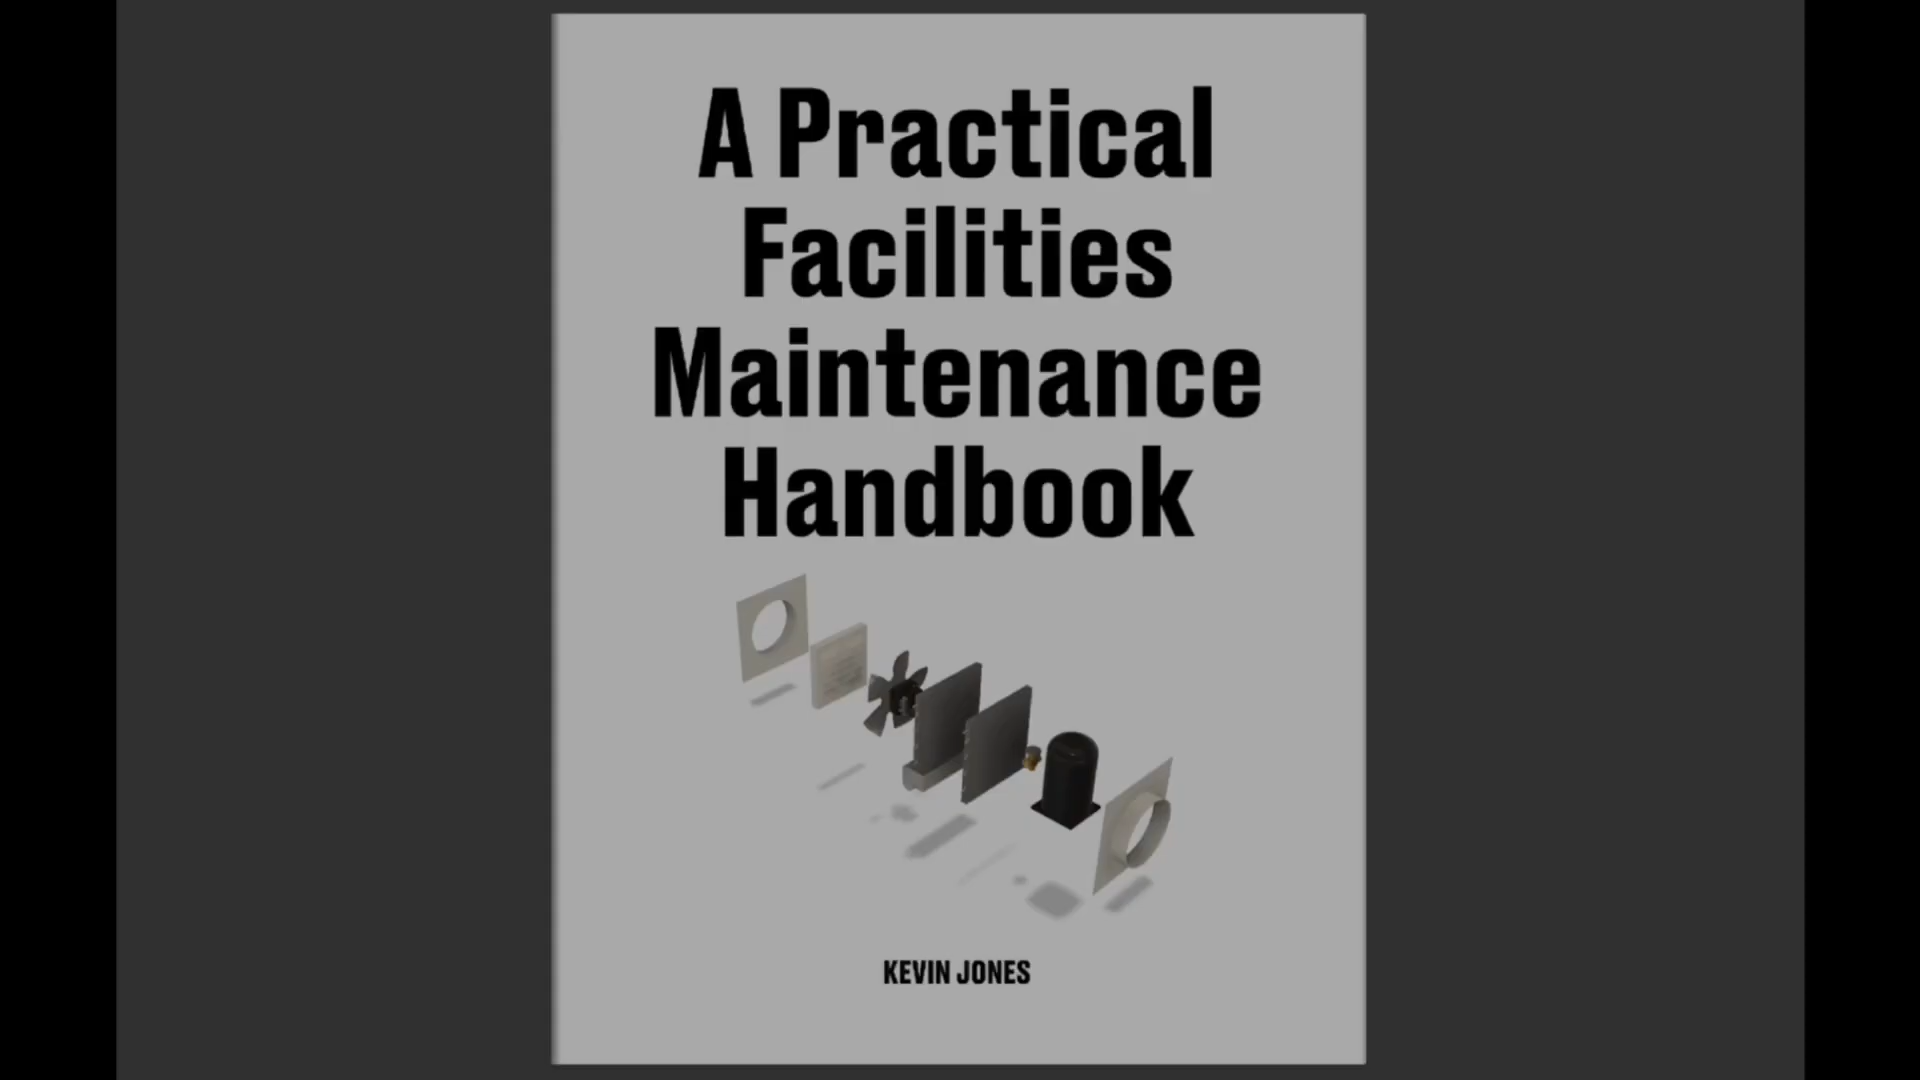 A Practical
Facilities
Maintenance
Handbook
KEVIN JONES